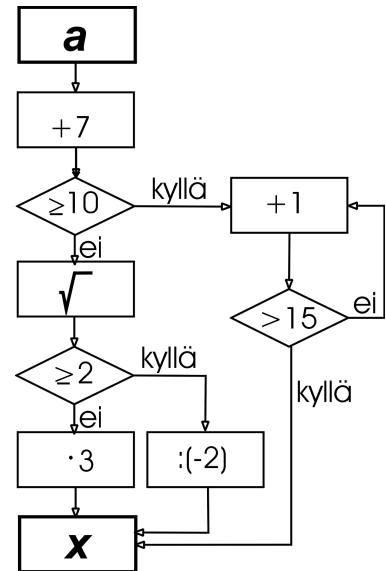 a
+7
≥10
kyllä
+1
ei
√
>15
ei
≥2
kyllä
kyllä
ei
·3
:(-2)
x